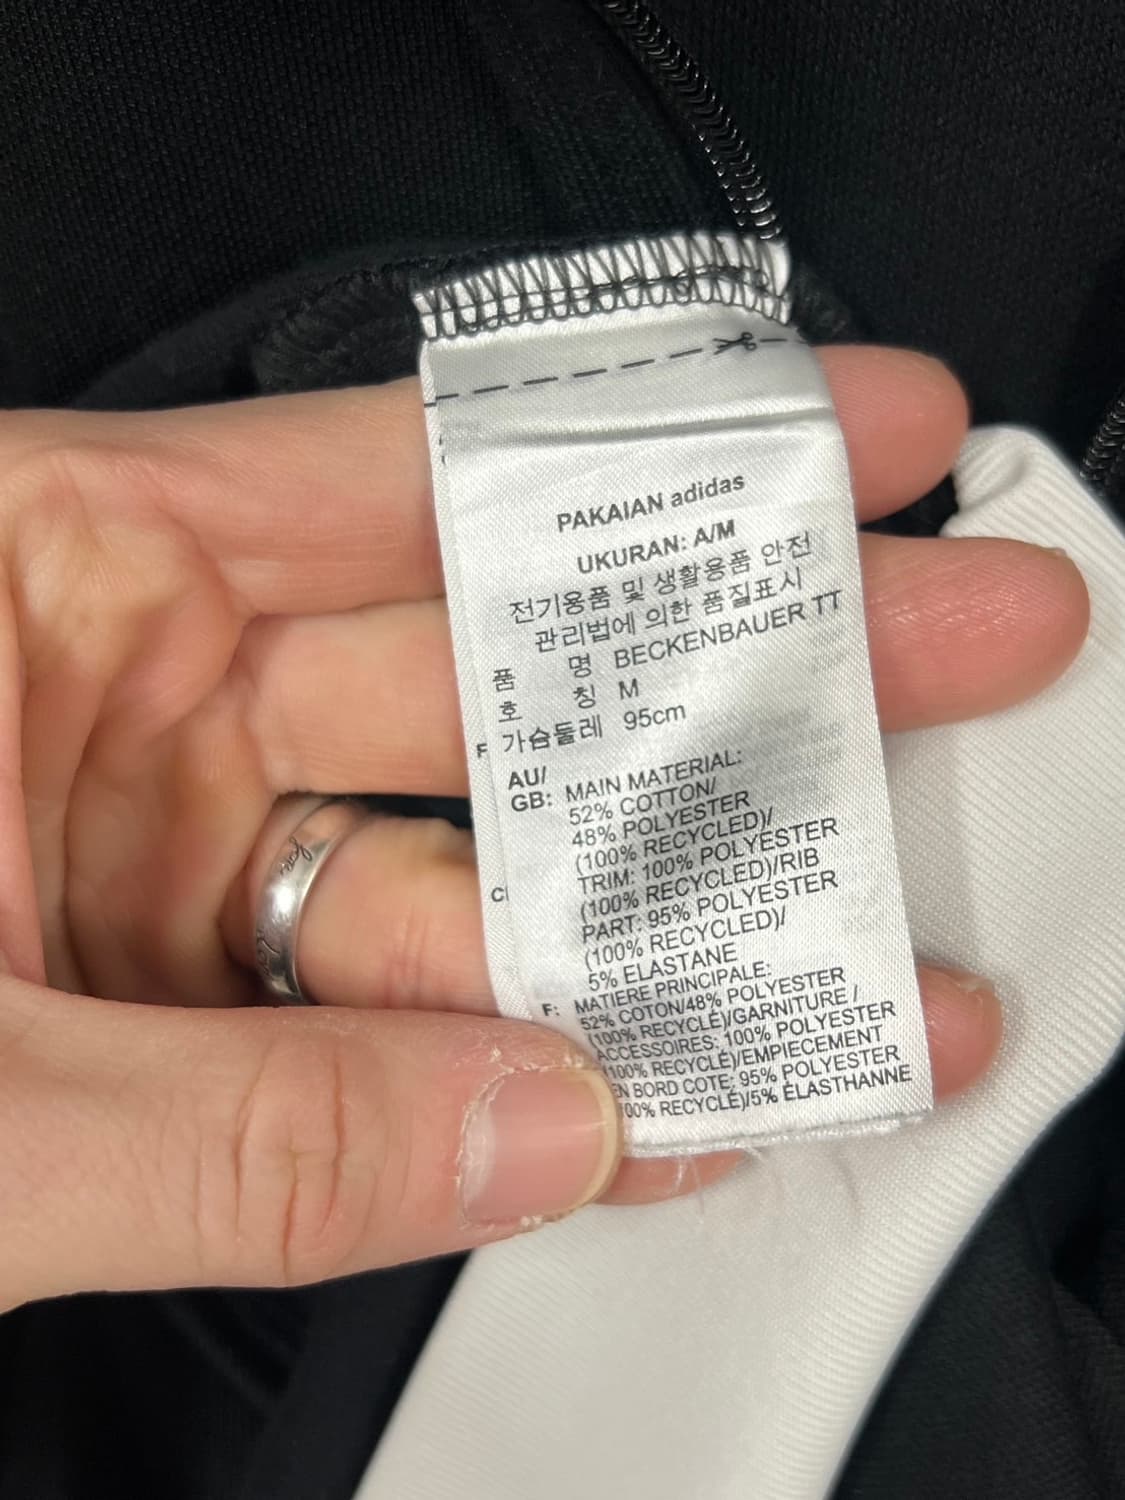 PAKAIAN adidas
UKURAN: A/M
전기용품 및 생활용품 안전
관리법에 의한 품질표시
품 명 BECKENBAUER TT
호 칭 M
가슴둘레 95cm
AU/
GB: MAIN MATERIAL:
52% COTTON/
48% POLYESTER
(100% RECYCLED)/
TRIM: 100% POLYESTER
(100% RECYCLED)/RIB
PART: 95% POLYESTER
(100% RECYCLED)/
5% ELASTANE
F: MATIERE PRINCIPALE:
52% COTON/48% POLYESTER
(100% RECYCLÉ)/GARNITURE /
ACCESSOIRES: 100% POLYESTER
(100% RECYCLÉ)/EMPIECEMENT
EN BORD COTE: 95% POLYESTER
100% RECYCLÉ)/5% ÉLASTHANNE